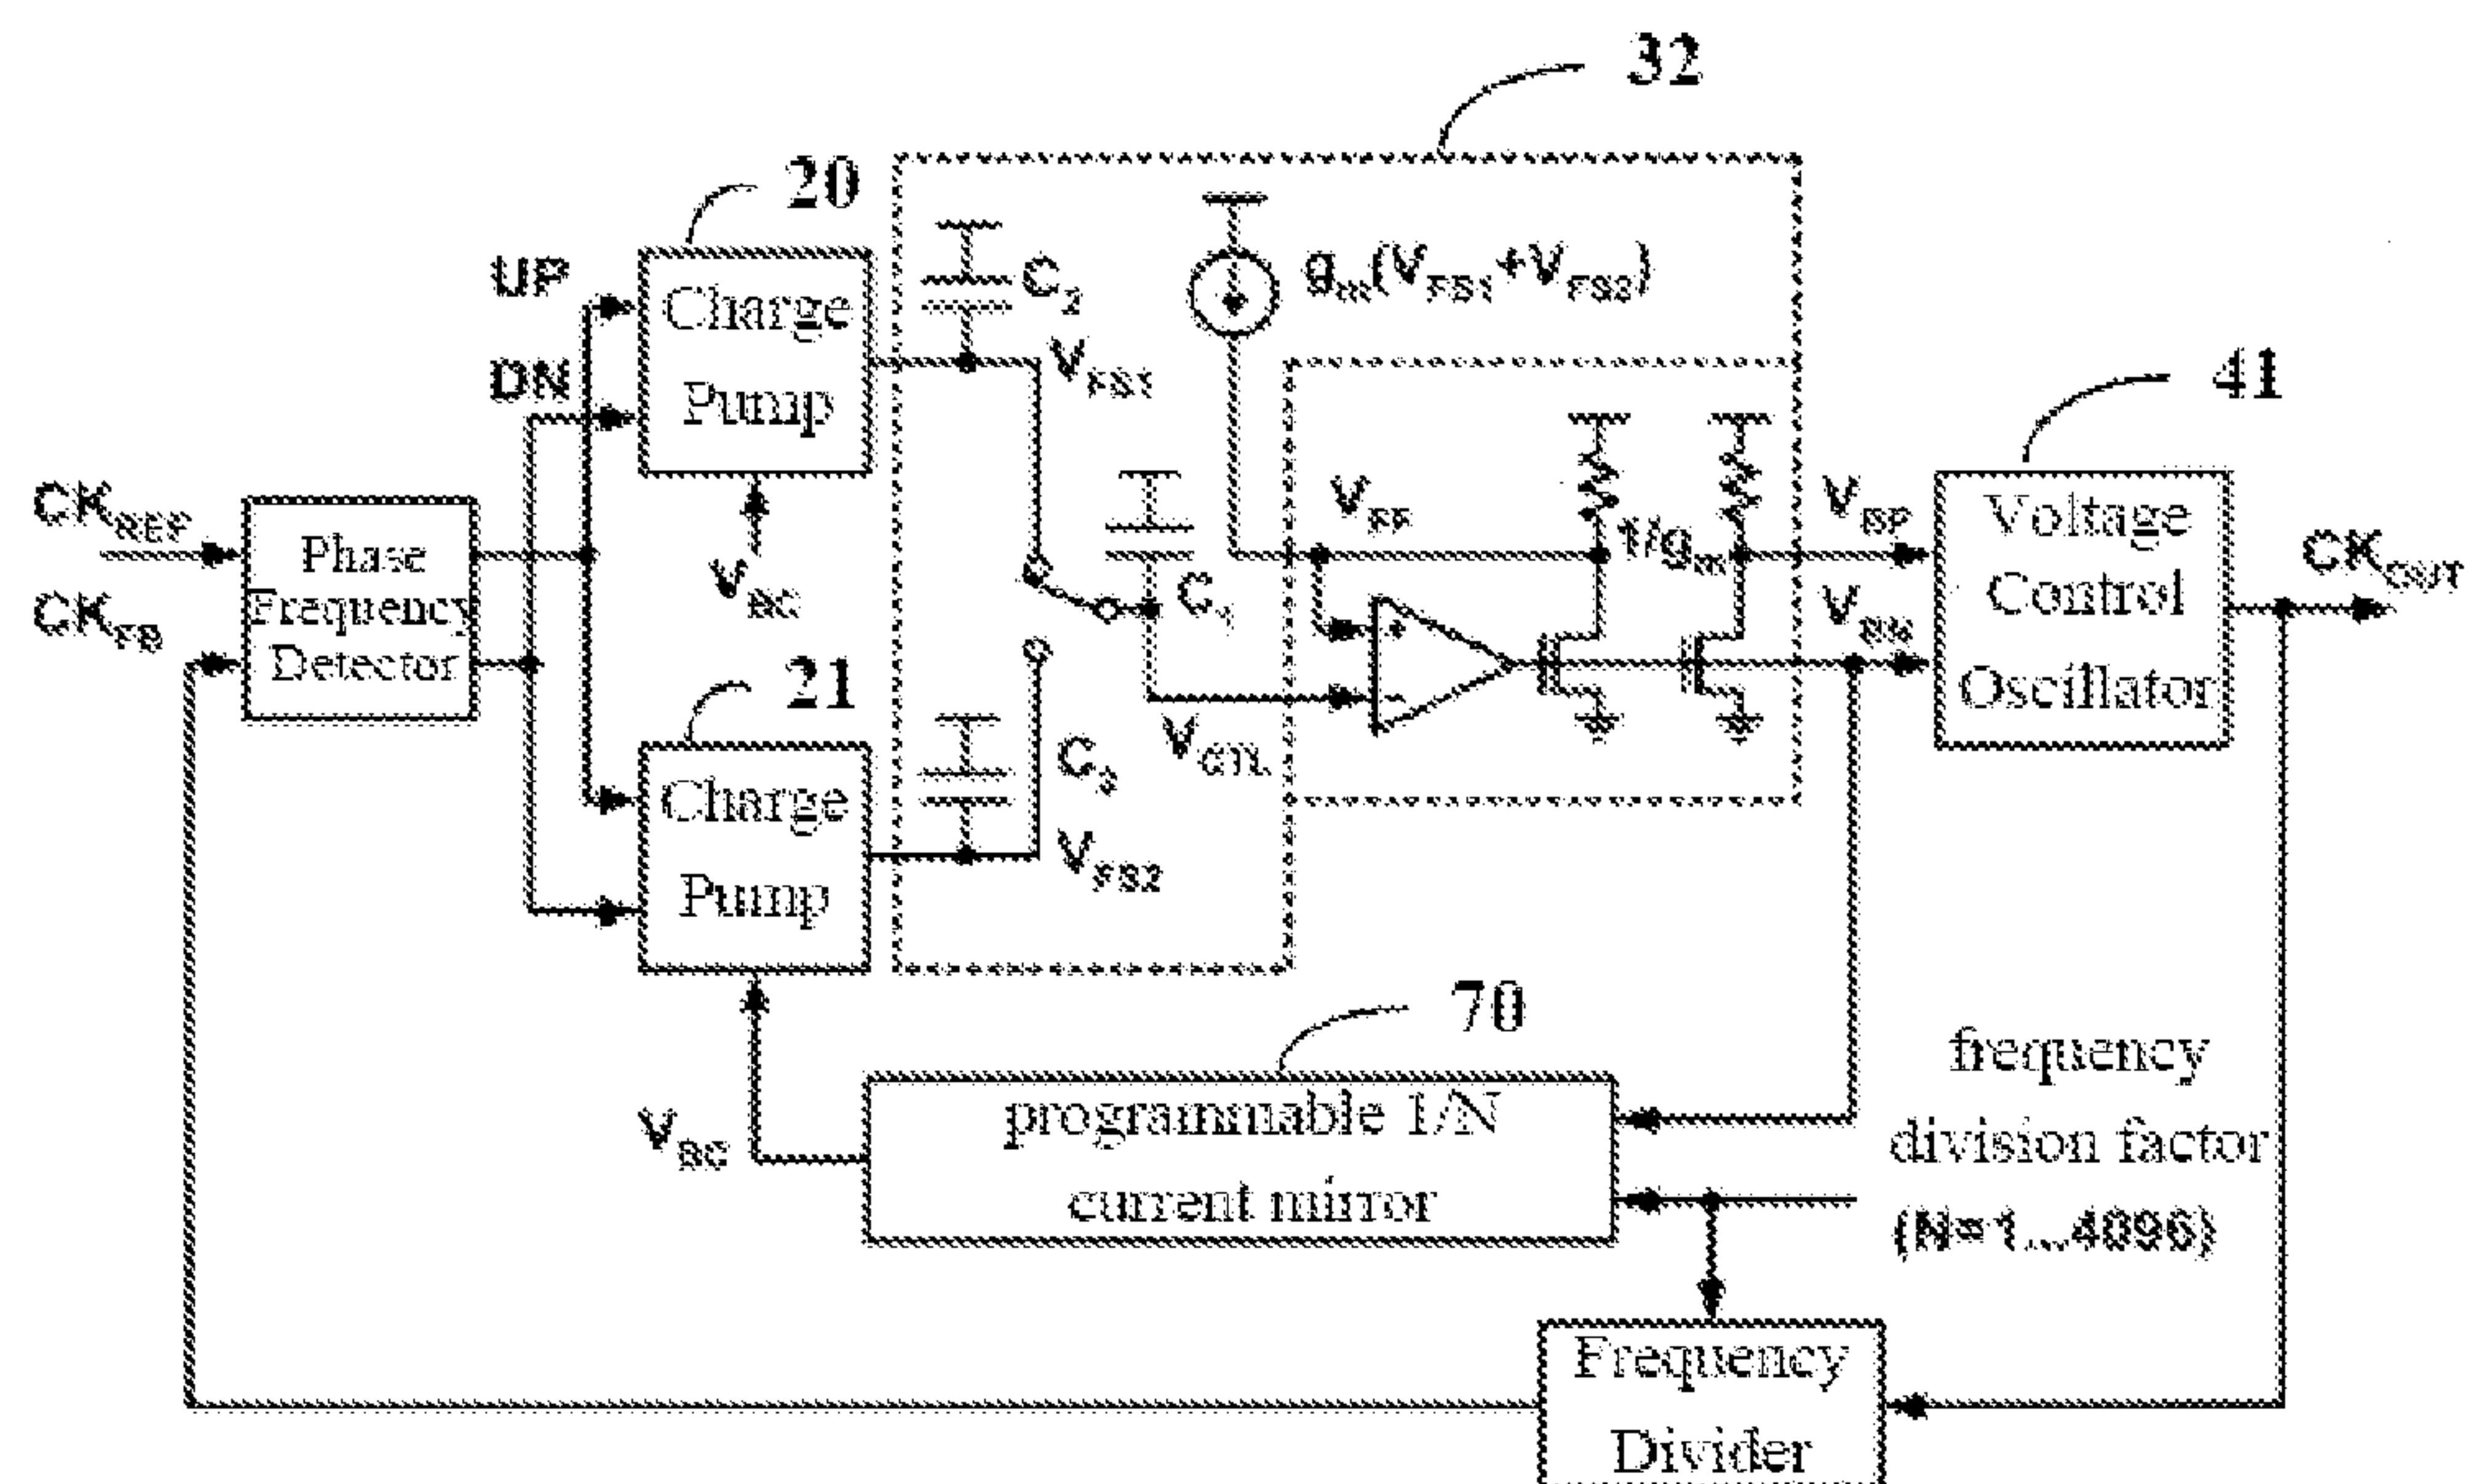 32
20
UP
Charge
Pump
DN
C2
VFS1
gm(VFS1+VFS2)
41
CKREF
CKFB
Phase
Frequency
Detector
VBC
C1
VCTL
VFF
1/gm
VBP
VBN
Voltage
Control
Oscillator
CKOUT
21
Charge
Pump
C3
VFS2
70
VBC
programmable 1/N
current mirror
frequency
division factor
(N=1...4096)
Frequency
Divider